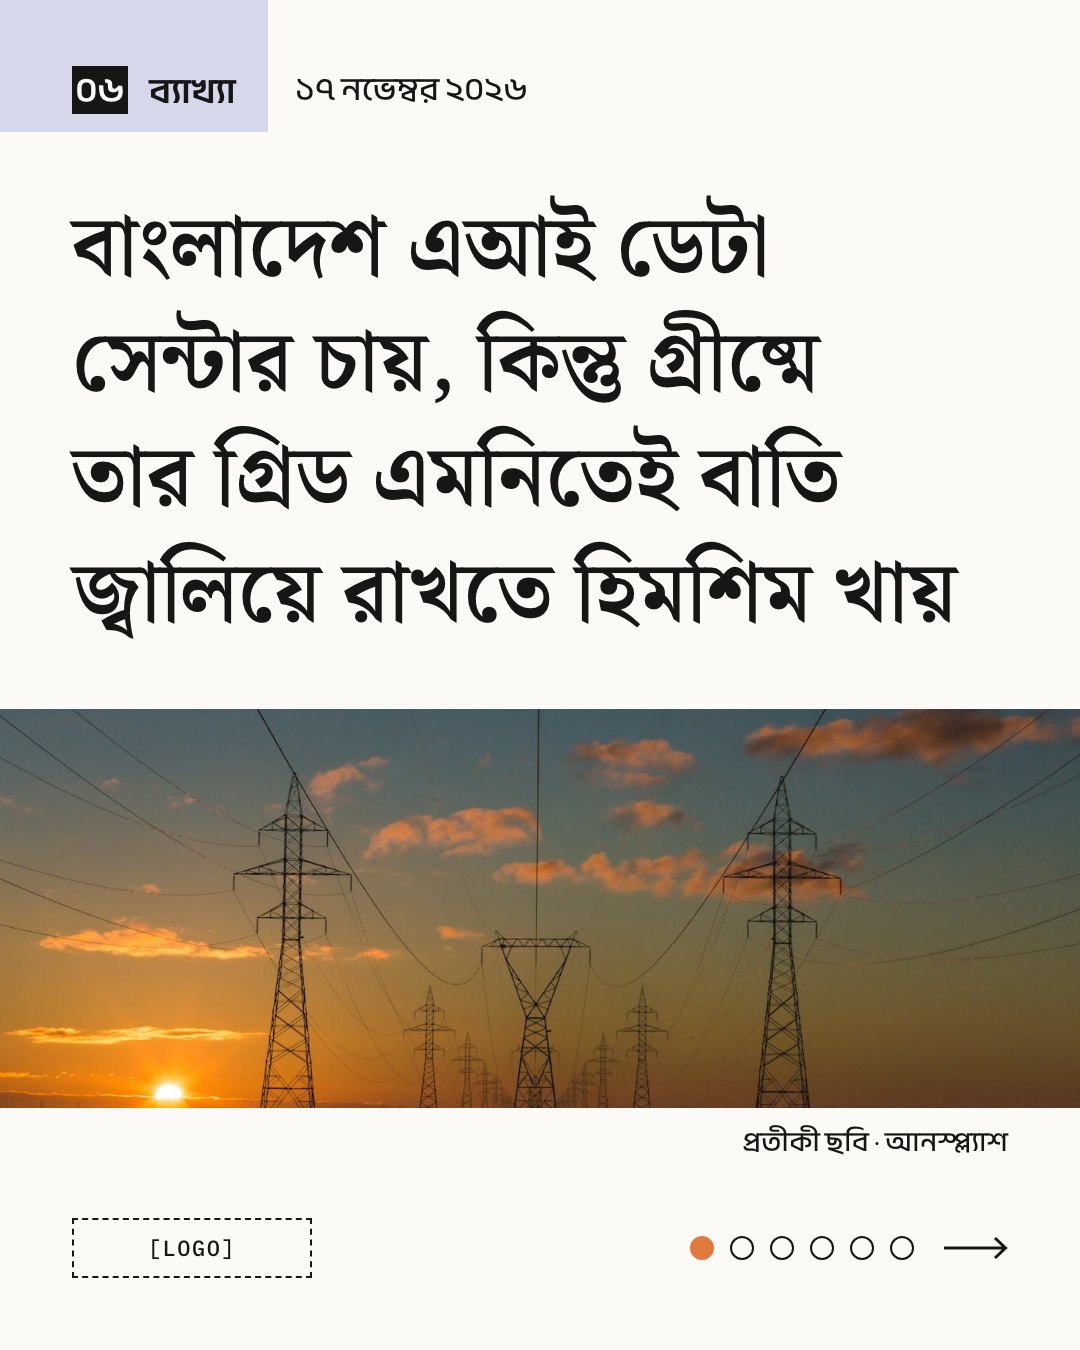 ০৬ ব্যাখ্যা ১৭ নভেম্বর ২০২৬
বাংলাদেশ এআই ডেটা
সেন্টার চায়, কিন্তু গ্রীষ্মে
তার গ্রিড এমনিতেই বাতি
জ্বালিয়ে রাখতে হিমশিম খায়
প্রতীকী ছবি · আনস্প্ল্যাশ
[LOGO]